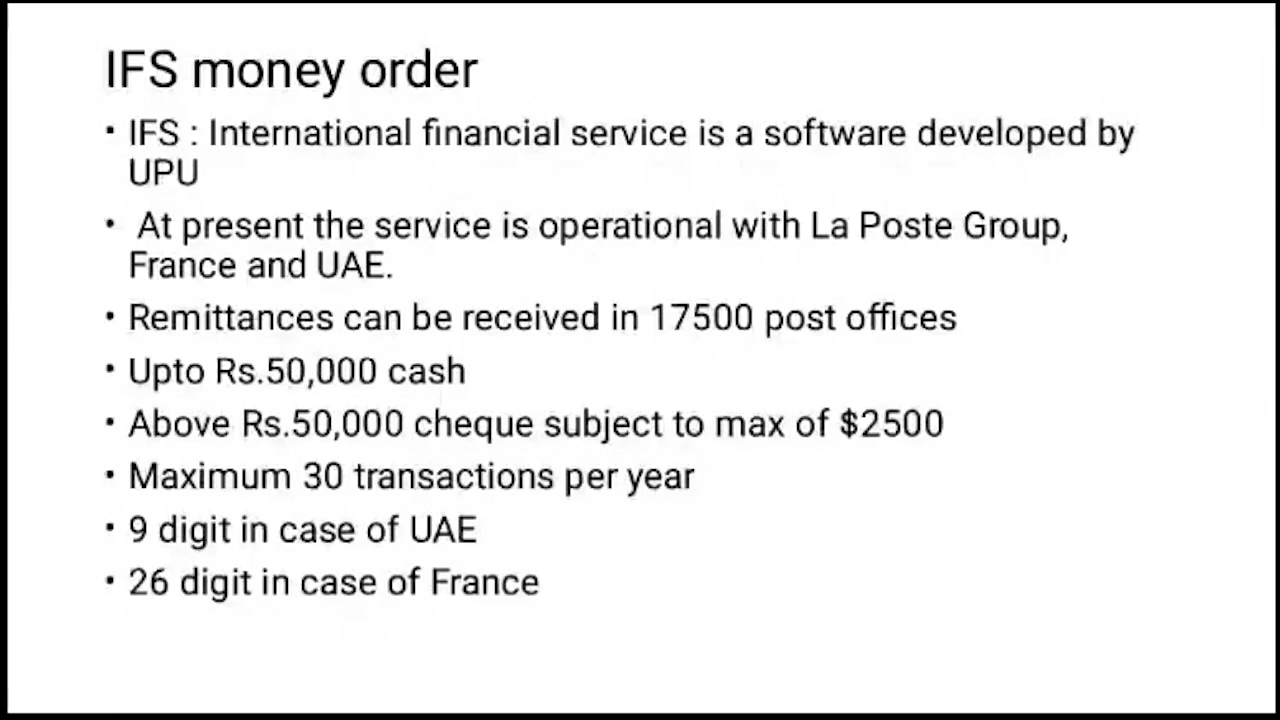 IFS money order
• IFS : International financial service is a software developed by
UPU
• At present the service is operational with La Poste Group,
France and UAE.
• Remittances can be received in 17500 post offices
• Upto Rs.50,000 cash
• Above Rs.50,000 cheque subject to max of $2500
• Maximum 30 transactions per year
• 9 digit in case of UAE
• 26 digit in case of France